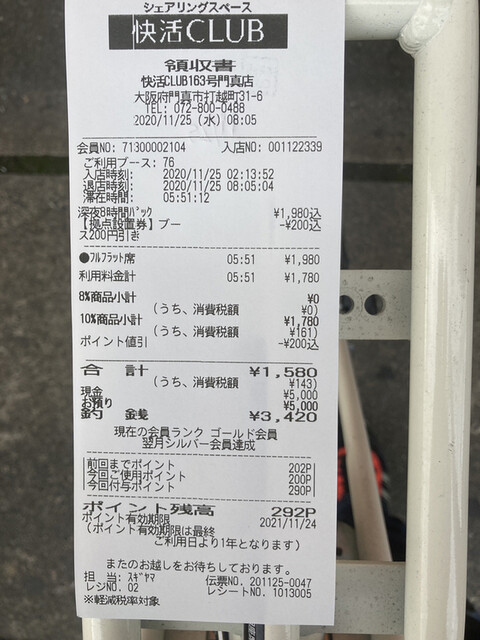 シェアリングスペース
快活CLUB
領収書
快活CLUB163号門真店
大阪府門真市打越町31-6
TEL: 072-800-0488
2020/11/25 (水) 08:05
会員NO: 71300002104 入店NO: 001122339
ご利用ブース: 76
入店時刻: 2020/11/25 02:13:52
退店時刻: 2020/11/25 08:05:04
滞在時間: 05:51:12
深夜8時間パック ¥1,980込
【拠点設置券】ブー -¥200込
ス200円引き
●フルフラット席 05:51 ¥1,980
利用料金計 05:51 ¥1,780
8%商品小計 ¥0
(うち、消費税額 ¥0)
10%商品小計 ¥1,780
(うち、消費税額 ¥161)
ポイント値引 -¥200込
合計 ¥1,580
(うち、消費税額 ¥143)
現金 ¥5,000
お預り ¥5,000
釣銭 ¥3,420
現在の会員ランク ゴールド会員
翌月シルバー会員達成
前回までポイント 202P
今回ご使用ポイント 200P
今回付与ポイント 290P
ポイント残高 292P
ポイント有効期限 2021/11/24
(ポイント有効期限は最終
ご利用日より1年となります)
またのお越しをお待ちしております。
担 当: スギヤマ 伝票NO. 201125-0047
レジNO. 02 レシートNO. 1013005
※軽減税率対象